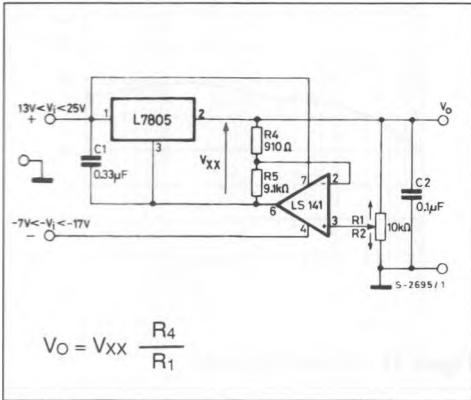 13V<Vi<25V
+
1
L7805
2
Vo
3
C1
0.33µF
VXX
R4
910Ω
R5
9.1kΩ
7
2
-
6
LS 141
4
+
3
R1
R2
10kΩ
C2
0.1µF
-7V<-Vi<-17V
-
S-2695/1
VO = VXX R4
R1